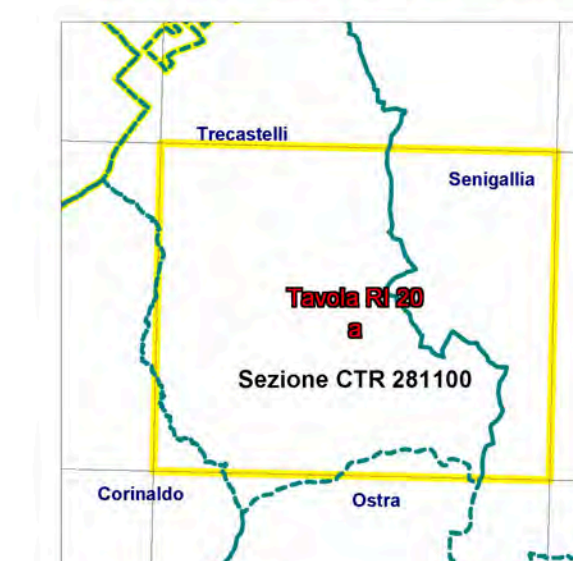 Trecastelli
Senigallia
Tavola RI 20
a
Sezione CTR 281100
Corinaldo
Ostra